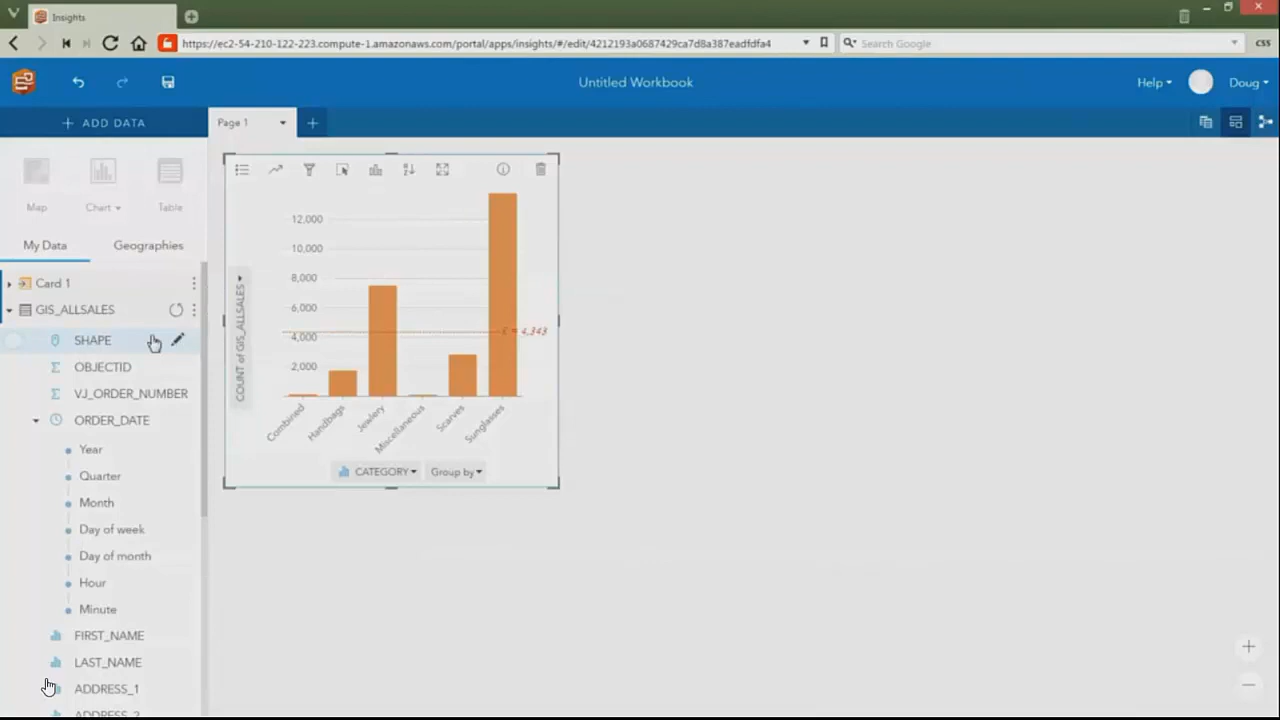 Insights
https://ec2-54-210-122-223.compute-1.amazonaws.com/portal/apps/insights/#/edit/4212193a0687429ca7d8a387eadfdfa4
Search Google
CSS
Untitled Workbook
Help
Doug
+ ADD DATA
Page 1
Map
Chart
Table
My Data
Geographies
Card 1
GIS_ALLSALES
SHAPE
OBJECTID
VJ_ORDER_NUMBER
ORDER_DATE
Year
Quarter
Month
Day of week
Day of month
Hour
Minute
FIRST_NAME
LAST_NAME
ADDRESS_1
ADDRESS_2
COUNT of GIS_ALLSALES
12,000
10,000
8,000
6,000
4,000
2,000
= 4,343
Combined
Handbags
Jewlery
Miscellaneous
Scarves
Sunglasses
CATEGORY
Group by